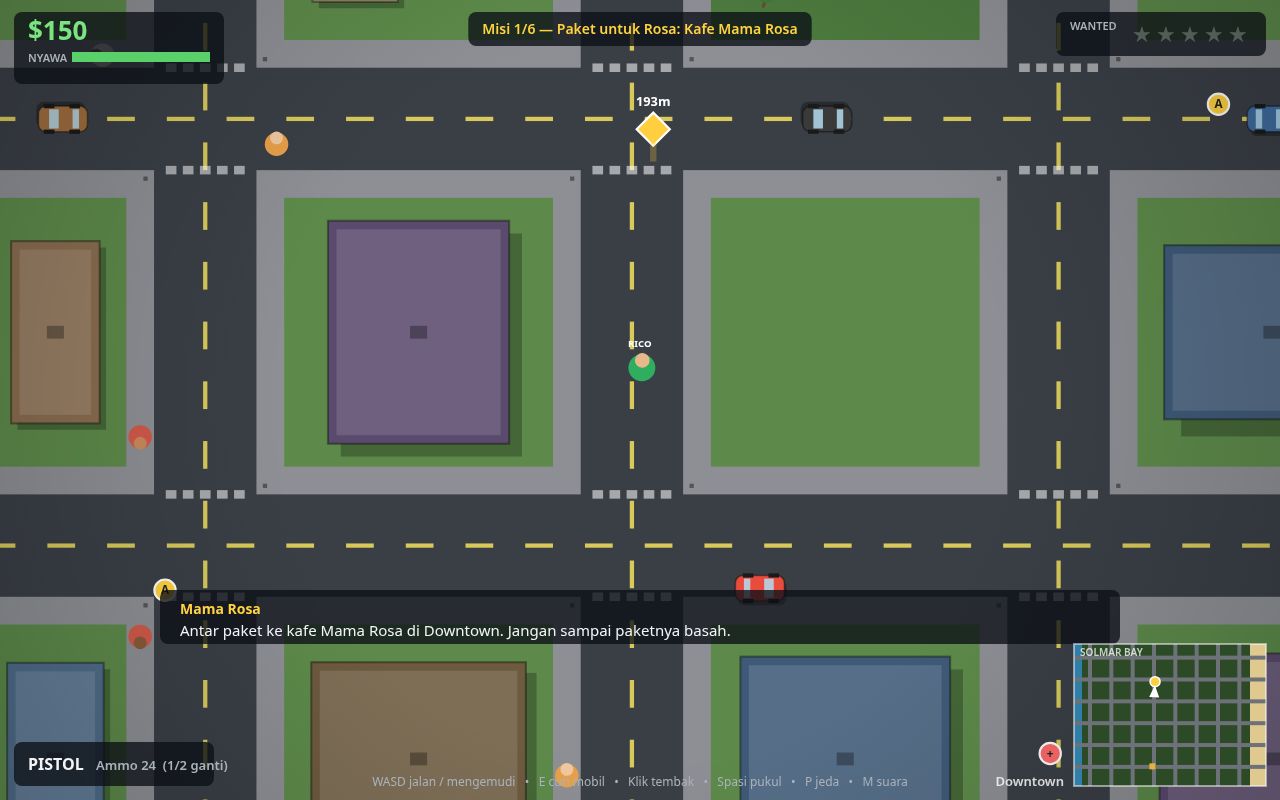 $150
NYAWA
Misi 1/6 — Paket untuk Rosa: Kafe Mama Rosa
WANTED
193m
A
RICO
A
Mama Rosa
Antar paket ke kafe Mama Rosa di Downtown. Jangan sampai paketnya basah.
SOLMAR BAY
PISTOL Ammo 24 (1/2 ganti)
WASD jalan / mengemudi • E curi mobil • Klik tembak • Spasi pukul • P jeda • M suara
Downtown